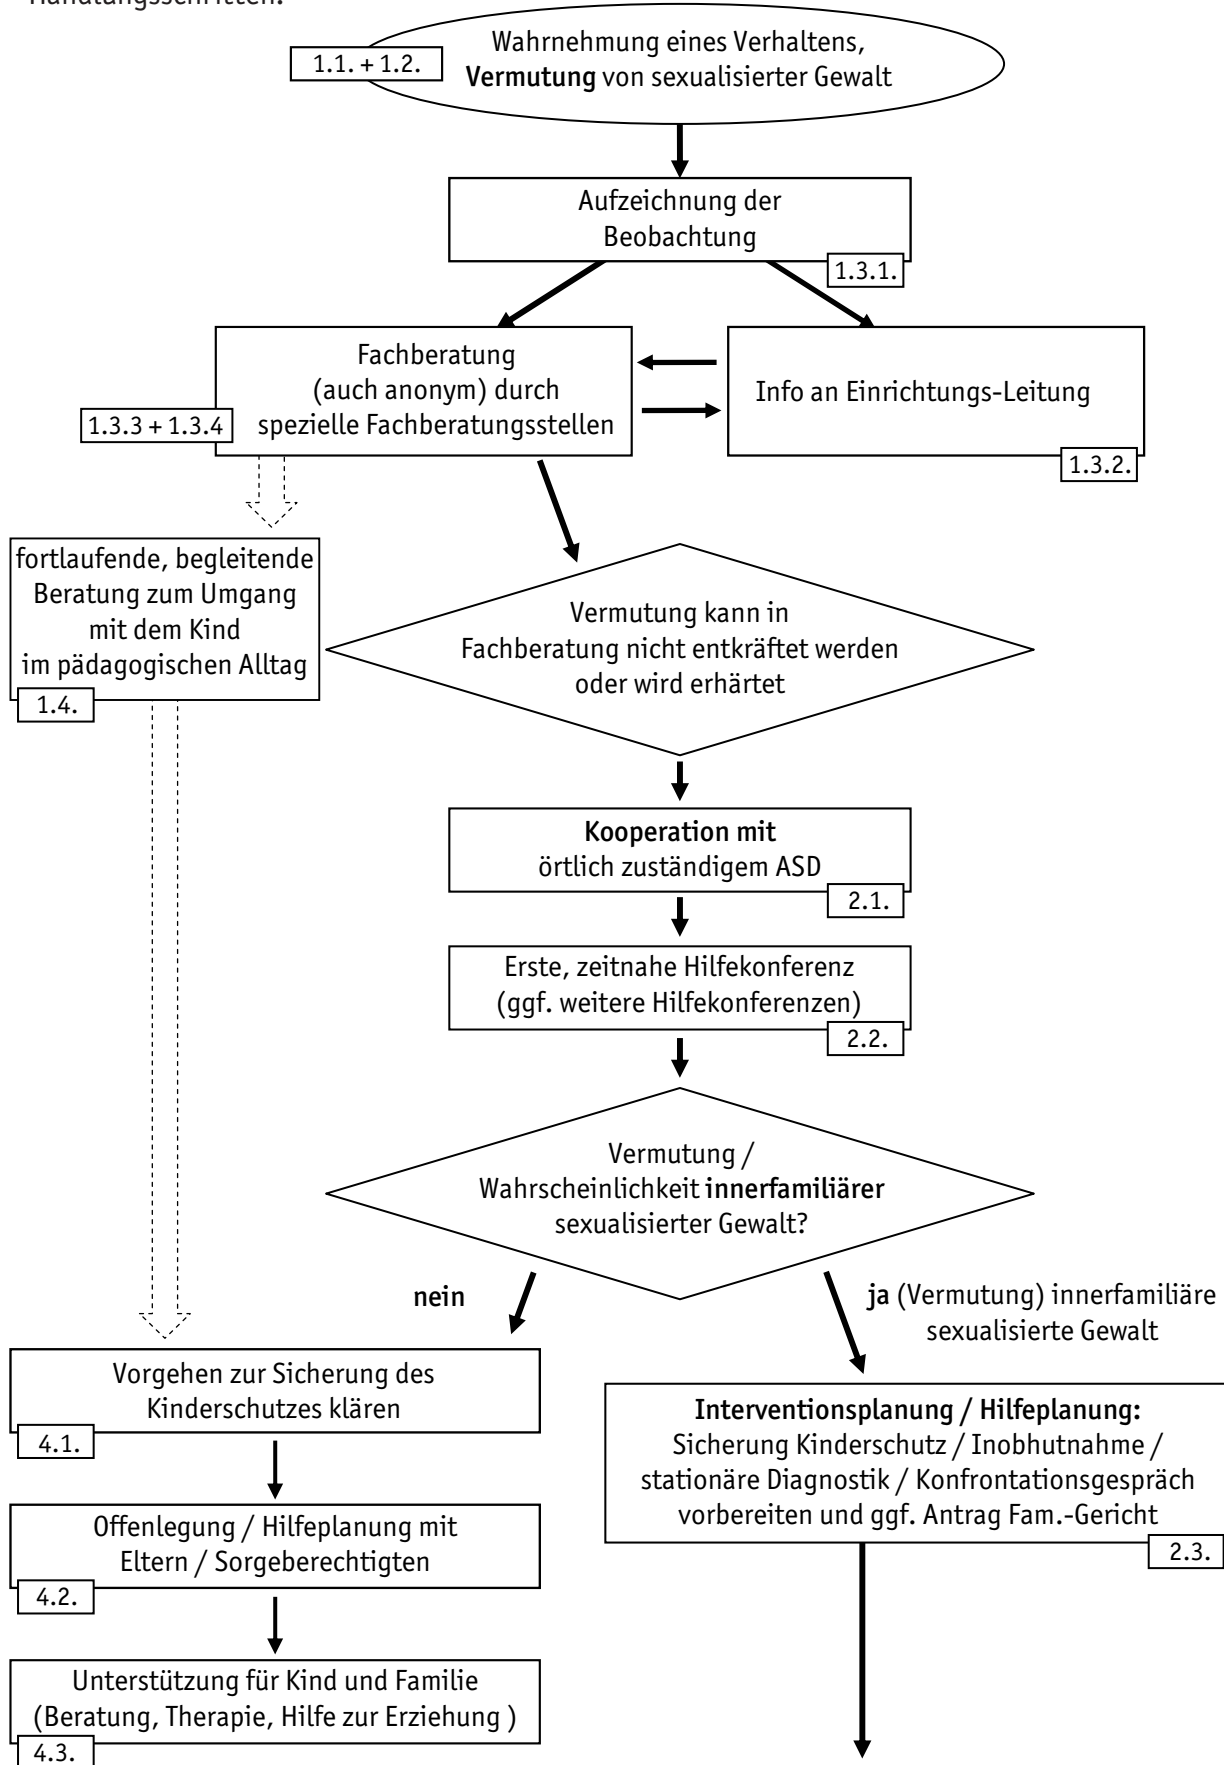 Handlungsschritten.
Wahrnehmung eines Verhaltens,
1.1. + 1.2.
Vermutung von sexualisierter Gewalt
Aufzeichnung der
Beobachtung
1.3.1.
Fachberatung
(auch anonym) durch
spezielle Fachberatungsstellen
1.3.3 + 1.3.4
Info an Einrichtungs-Leitung
1.3.2.
fortlaufende, begleitende
Beratung zum Umgang
mit dem Kind
im pädagogischen Alltag
1.4.
Vermutung kann in
Fachberatung nicht entkräftet werden
oder wird erhärtet
Kooperation mit
örtlich zuständigem ASD
2.1.
Erste, zeitnahe Hilfekonferenz
(ggf. weitere Hilfekonferenzen)
2.2.
Vermutung /
Wahrscheinlichkeit innerfamiliärer
sexualisierter Gewalt?
nein
ja (Vermutung) innerfamiliäre
sexualisierte Gewalt
Vorgehen zur Sicherung des
Kinderschutzes klären
4.1.
Interventionsplanung / Hilfeplanung:
Sicherung Kinderschutz / Inobhutnahme /
stationäre Diagnostik / Konfrontationsgespräch
vorbereiten und ggf. Antrag Fam.-Gericht
2.3.
Offenlegung / Hilfeplanung mit
Eltern / Sorgeberechtigten
4.2.
Unterstützung für Kind und Familie
(Beratung, Therapie, Hilfe zur Erziehung )
4.3.